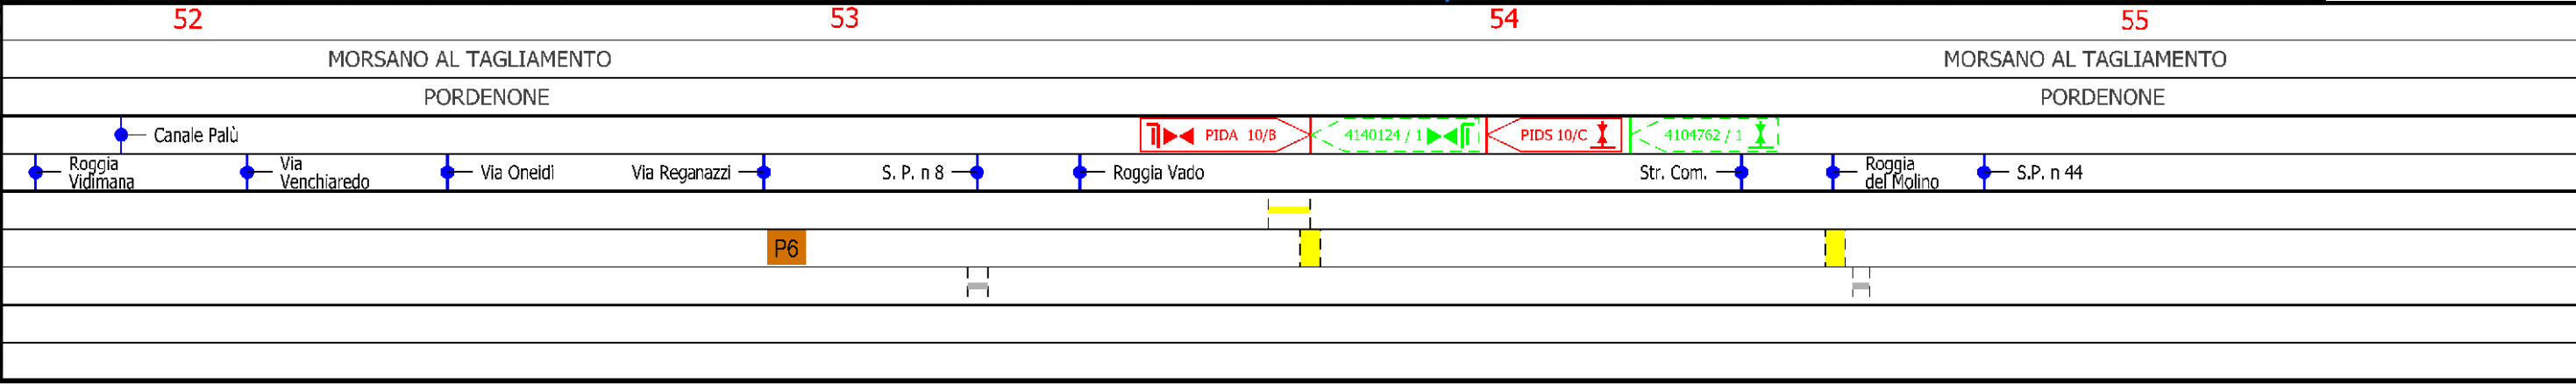 52 53 54 55
MORSANO AL TAGLIAMENTO MORSANO AL TAGLIAMENTO
PORDENONE PORDENONE
Canale Palù PIDA 10/B 4140124 / 1 PIDS 10/C 4104762 / 1
Roggia
Vidimana
Via
Venchiaredo
Via Oneidi
Via Reganazzi
S. P. n 8
Roggia Vado
Str. Com.
Roggia
del Molino
S.P. n 44
P6